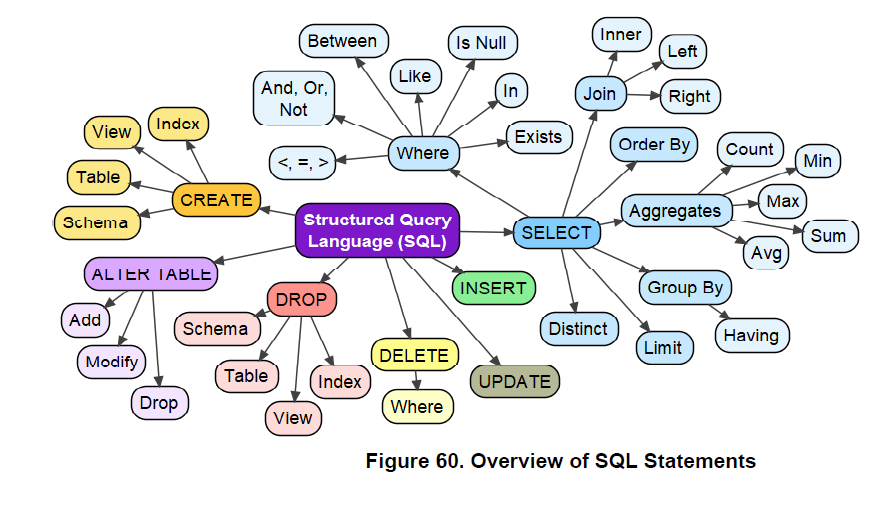 Between
Is Null
Inner
Left
Like
And, Or,
Not
In
Join
Right
View
Index
Exists
Order By
Count
<, =, >
Where
Min
Table
CREATE
Aggregates
Max
Schema
Structured Query
Language (SQL)
SELECT
Sum
Avg
ALTER TABLE
INSERT
Group By
DROP
Add
Schema
Distinct
Having
Modify
DELETE
Limit
Table
Index
UPDATE
Drop
View
Where
Figure 60. Overview of SQL Statements